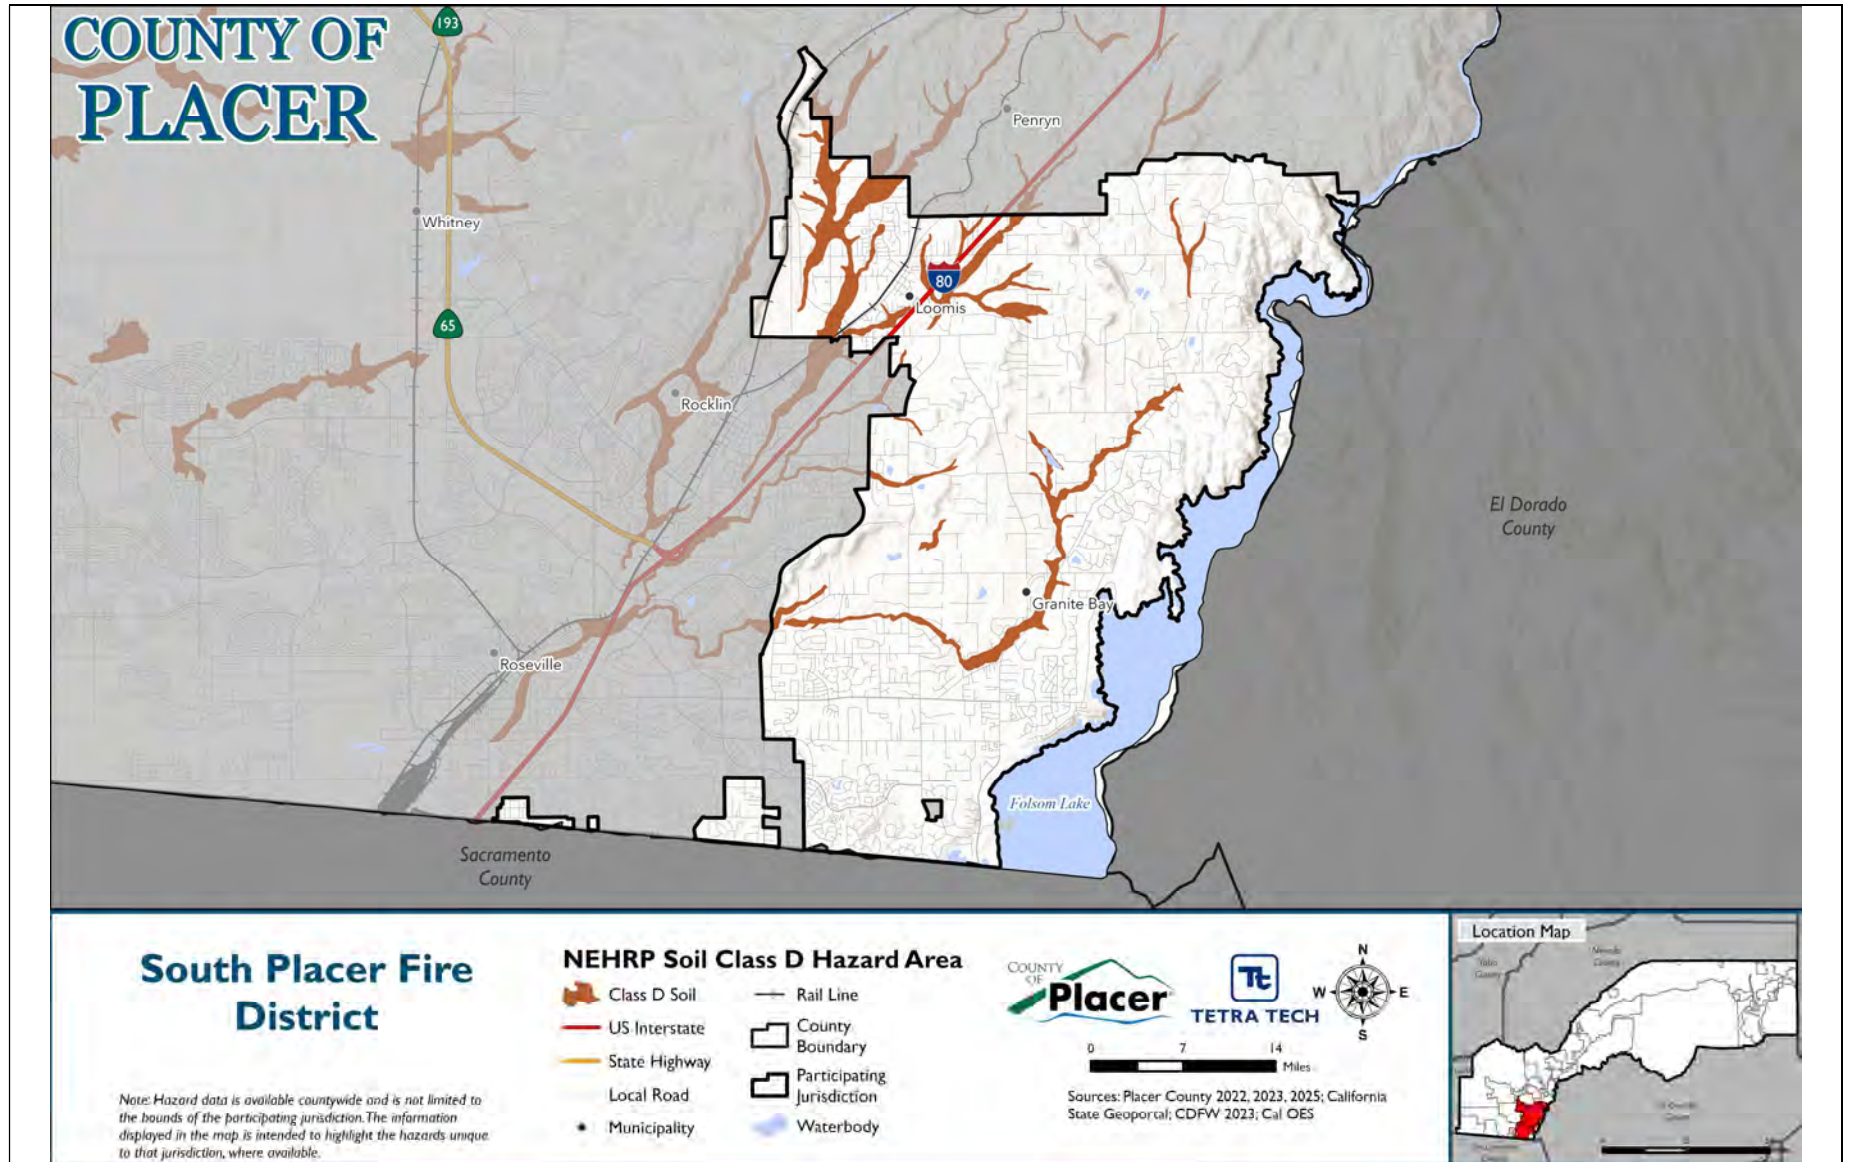 COUNTY OF
PLACER
193
Penryn
Whitney
80
Loomis
65
Rocklin
El Dorado
County
Granite Bay
Roseville
Folsom Lake
Sacramento
County
South Placer Fire
District
Note: Hazard data is available countywide and is not limited to
the bounds of the participating jurisdiction. The information
displayed in the map is intended to highlight the hazards unique
to that jurisdiction, where available.
NEHRP Soil Class D Hazard Area
Class D Soil
US Interstate
State Highway
Local Road
Municipality
Rail Line
County
Boundary
Participating
Jurisdiction
Waterbody
COUNTY
OF
Placer
Tt
TETRA TECH
N
W
E
S
0 7 14
Miles
Sources: Placer County 2022, 2023, 2025; California
State Geoportal; CDFW 2023; Cal OES
Location Map
Nevada
County
County